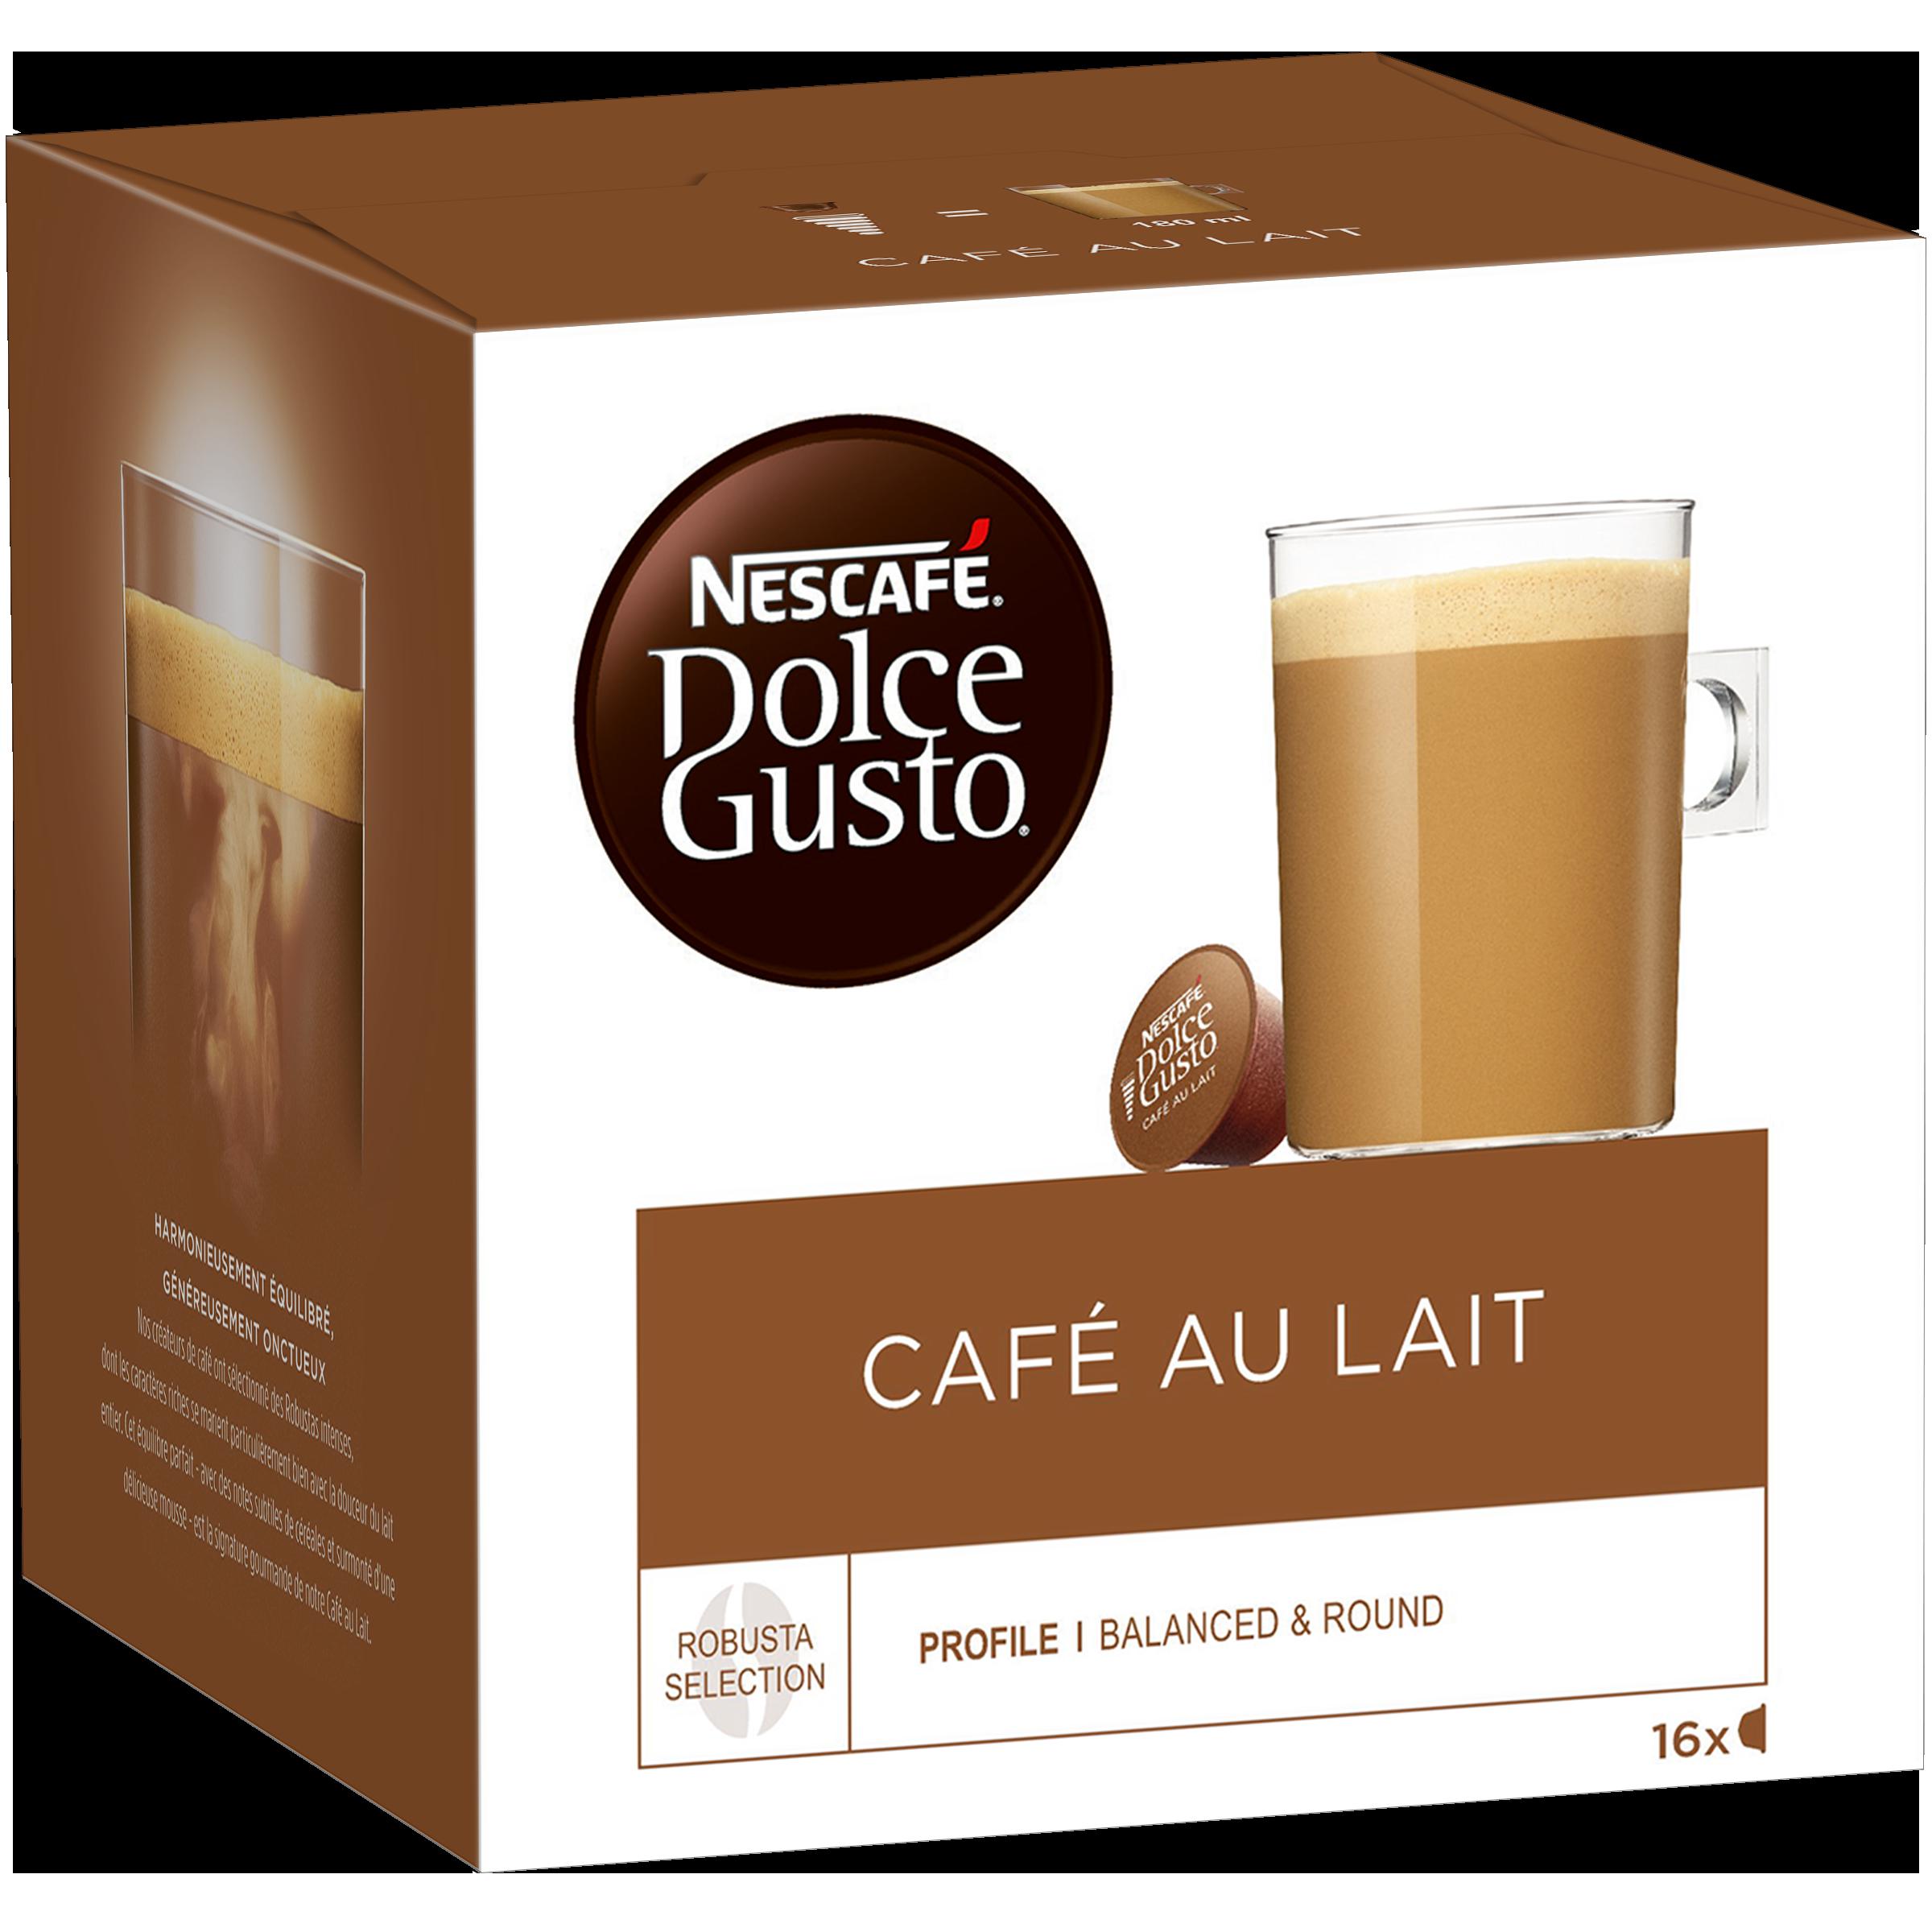 180 ml
CAFÉ AU LAIT
NESCAFÉ®
Dolce
Gusto®
NESCAFÉ
Dolce
Gusto
CAFÉ AU LAIT
CAFÉ AU LAIT
ROBUSTA
SELECTION
PROFILE | BALANCED & ROUND
16x
HARMONIEUSEMENT ÉQUILIBRÉ,
GÉNÉREUSEMENT ONCTUEUX
Nos créateurs de café ont sélectionné des Robustas intenses,
dont les caractères riches se marient particulièrement bien avec la douceur du lait
entier. Cet équilibre parfait - avec des notes subtiles de céréales et surmonté d'une
délicieuse mousse - est la signature gourmande de notre Café au Lait.